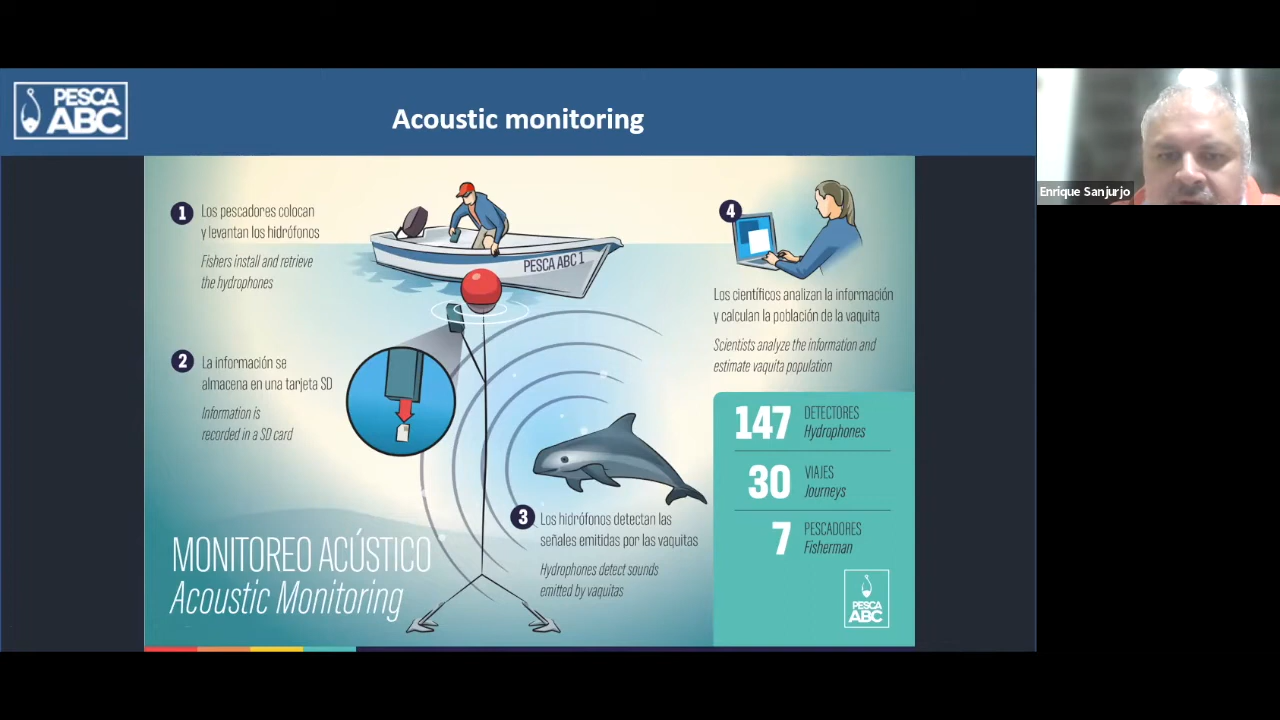 PESCA
ABC
Acoustic monitoring
Enrique Sanjurjo
1
Los pescadores colocan
y levantan los hidrófonos
Fishers install and retrieve
the hydrophones
PESCA ABC 1
2
La información se
almacena en una tarjeta SD
Information is
recorded in a SD card
3
Los hidrófonos detectan las
señales emitidas por las vaquitas
Hydrophones detect sounds
emitted by vaquitas
4
Los científicos analizan la información
y calculan la población de la vaquita
Scientists analyze the information and
estimate vaquita population
147 DETECTORES
Hydrophones
30 VIAJES
Journeys
7 PESCADORES
Fisherman
PESCA
ABC
MONITOREO ACÚSTICO
Acoustic Monitoring